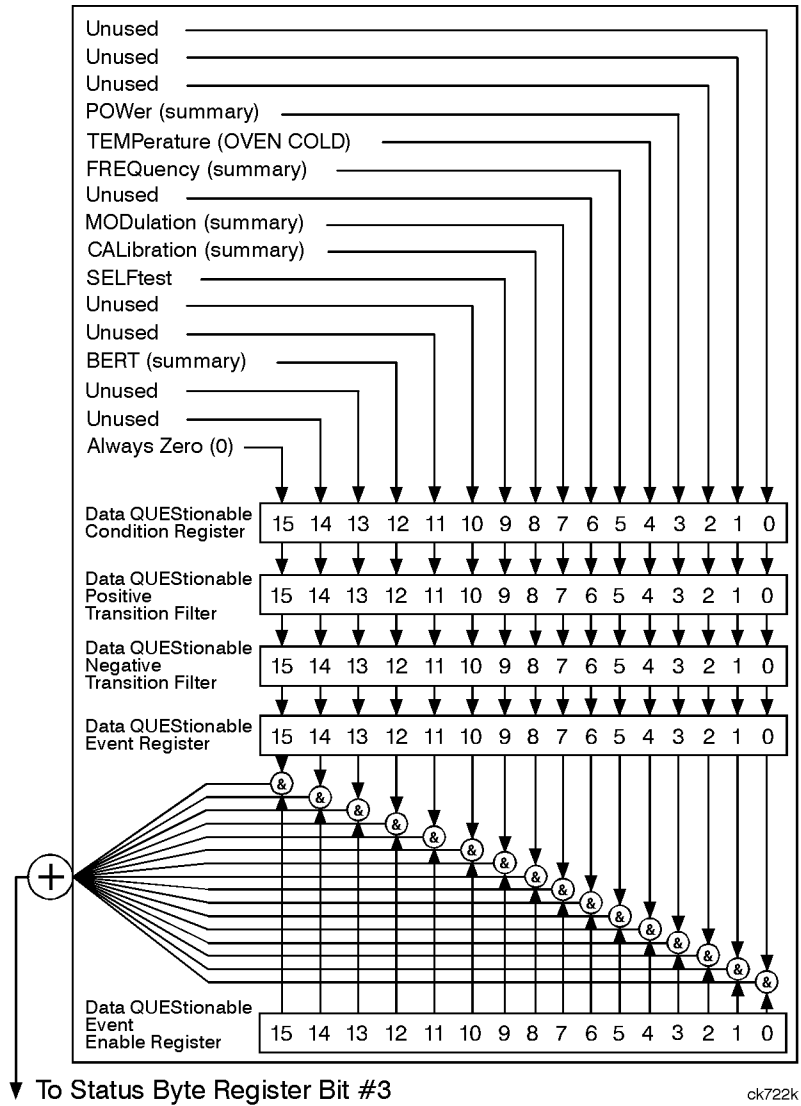 Unused
Unused
Unused
POWer (summary)
TEMPerature (OVEN COLD)
FREQuency (summary)
Unused
MODulation (summary)
CALibration (summary)
SELFtest
Unused
Unused
BERT (summary)
Unused
Unused
Always Zero (0)
Data QUEStionable
Condition Register
15 14 13 12 11 10 9 8 7 6 5 4 3 2 1 0
Data QUEStionable
Positive
Transition Filter
15 14 13 12 11 10 9 8 7 6 5 4 3 2 1 0
Data QUEStionable
Negative
Transition Filter
15 14 13 12 11 10 9 8 7 6 5 4 3 2 1 0
Data QUEStionable
Event Register
15 14 13 12 11 10 9 8 7 6 5 4 3 2 1 0
& & & & & & & & & & & & & & & &
+
Data QUEStionable
Event
Enable Register
15 14 13 12 11 10 9 8 7 6 5 4 3 2 1 0
To Status Byte Register Bit #3
ck722k